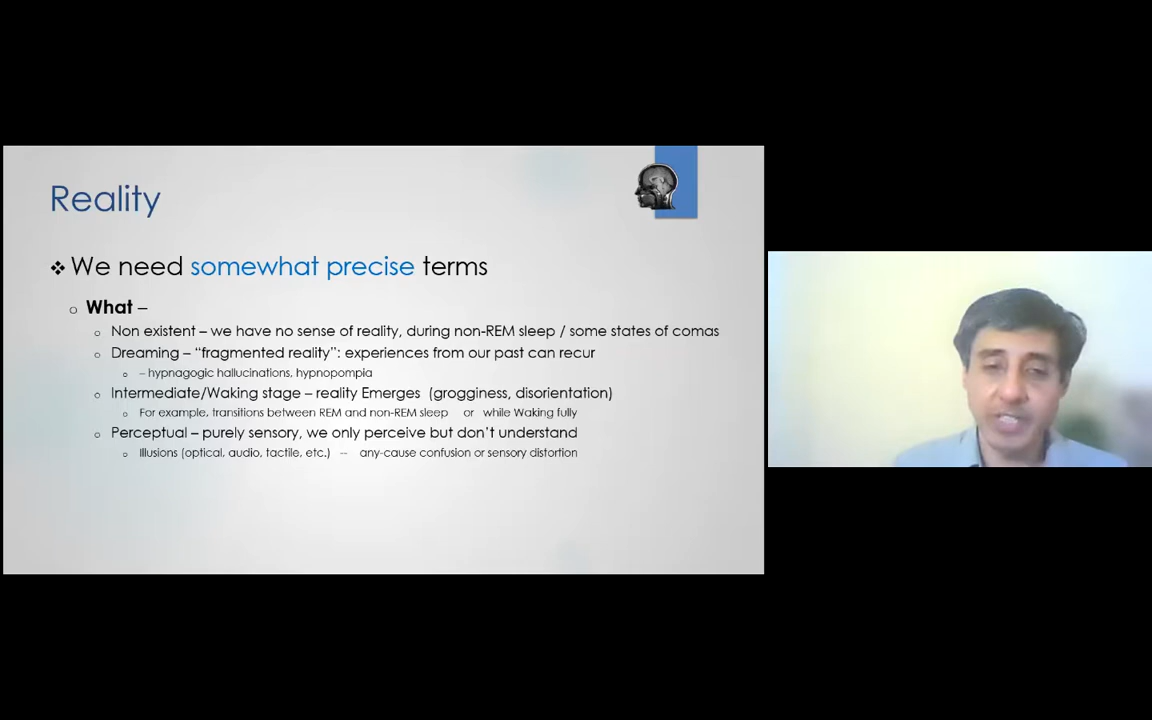 Reality
❖ We need somewhat precise terms
o What –
o Non existent – we have no sense of reality, during non-REM sleep / some states of comas
o Dreaming – “fragmented reality”: experiences from our past can recur
o – hypnagogic hallucinations, hypnopompia
o Intermediate/Waking stage – reality Emerges (grogginess, disorientation)
o For example, transitions between REM and non-REM sleep or while Waking fully
o Perceptual – purely sensory, we only perceive but don’t understand
o Illusions (optical, audio, tactile, etc.) -- any-cause confusion or sensory distortion